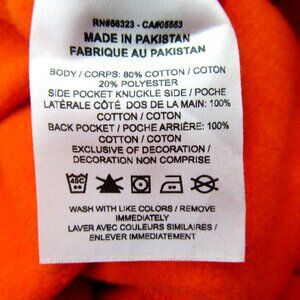 RN#56323 - CA#05553
MADE IN PAKISTAN
FABRIQUE AU PAKISTAN
BODY / CORPS: 80% COTTON / COTON
20% POLYESTER
SIDE POCKET KNUCKLE SIDE / POCHE
LATÉRALE CÔTÉ DOS DE LA MAIN: 100%
COTTON / COTON
BACK POCKET / POCHE ARRIÈRE: 100%
COTTON / COTON
EXCLUSIVE OF DECORATION /
DECORATION NON COMPRISE
40C
WASH WITH LIKE COLORS / REMOVE
IMMEDIATELY
LAVER AVEC COULEURS SIMILAIRES /
ENLEVER IMMEDIATEMENT